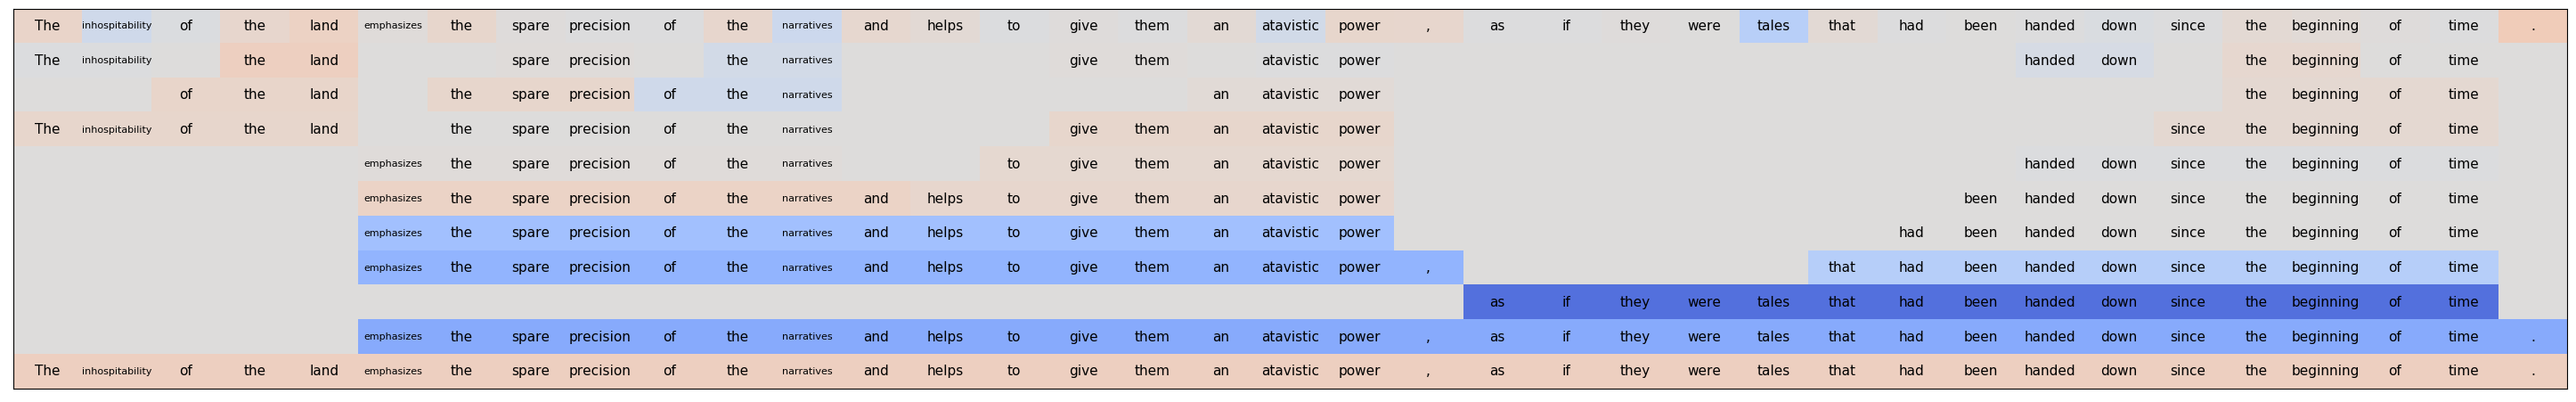 The inhospitability of the land emphasizes the spare precision of the narratives and helps to give them an atavistic power , as if they were tales that had been handed down since the beginning of time .
The inhospitability the land spare precision the narratives give them atavistic power handed down the beginning of time
of the land the spare precision of the narratives an atavistic power the beginning of time
The inhospitability of the land the spare precision of the narratives give them an atavistic power since the beginning of time
emphasizes the spare precision of the narratives to give them an atavistic power handed down since the beginning of time
emphasizes the spare precision of the narratives and helps to give them an atavistic power been handed down since the beginning of time
emphasizes the spare precision of the narratives and helps to give them an atavistic power had been handed down since the beginning of time
emphasizes the spare precision of the narratives and helps to give them an atavistic power , that had been handed down since the beginning of time
as if they were tales that had been handed down since the beginning of time
emphasizes the spare precision of the narratives and helps to give them an atavistic power , as if they were tales that had been handed down since the beginning of time .
The inhospitability of the land emphasizes the spare precision of the narratives and helps to give them an atavistic power , as if they were tales that had been handed down since the beginning of time .